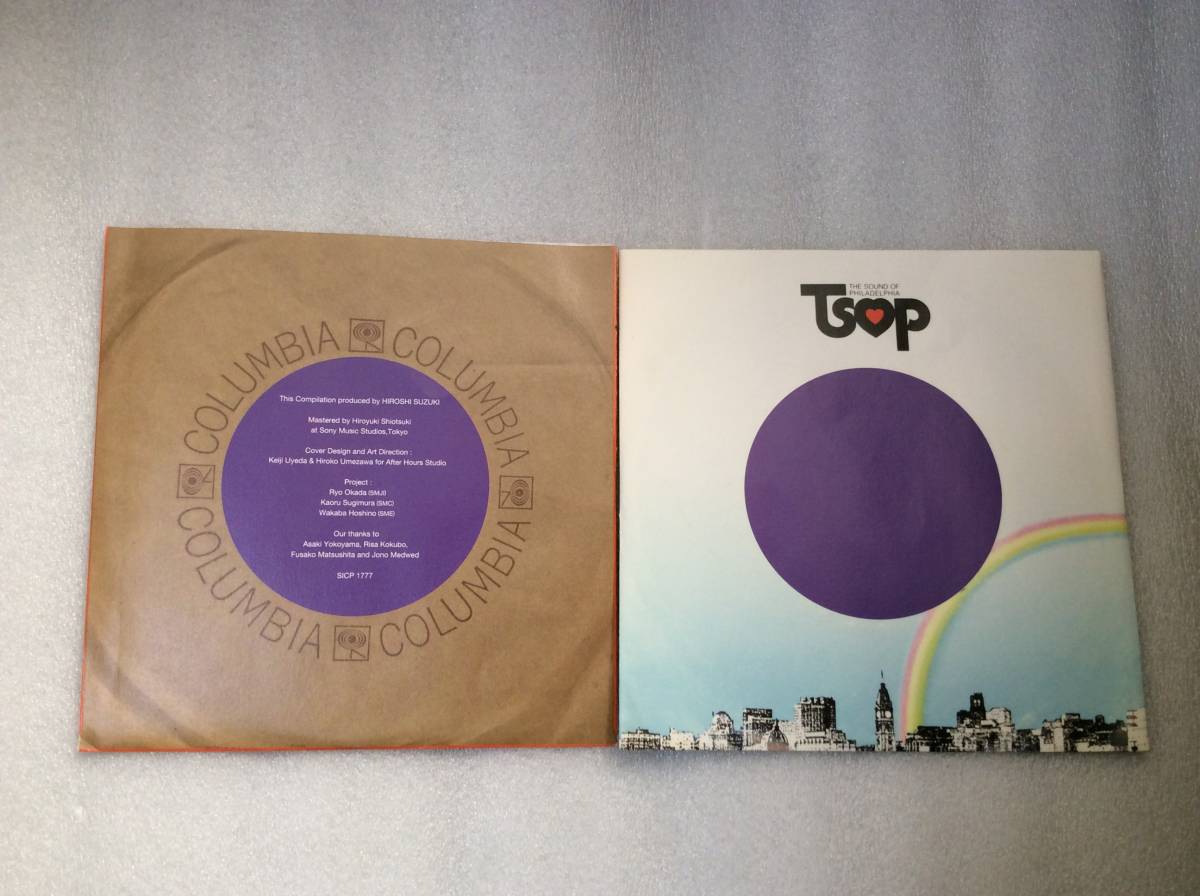 COLUMBIA COLUMBIA COLUMBIA COLUMBIA
This Compilation produced by HIROSHI SUZUKI
Mastered by Hiroyuki Shiotsuki
at Sony Music Studios,Tokyo
Cover Design and Art Direction :
Keiji Uyeda & Hiroko Umezawa for After Hours Studio
Project :
Ryo Okada (SMJI)
Kaoru Sugimura (SMC)
Wakaba Hoshino (SME)
Our thanks to
Asaki Yokoyama, Risa Kokubo,
Fusako Matsushita and Jono Medwed
SICP 1777
THE SOUND OF
PHILADELPHIA
TSOP